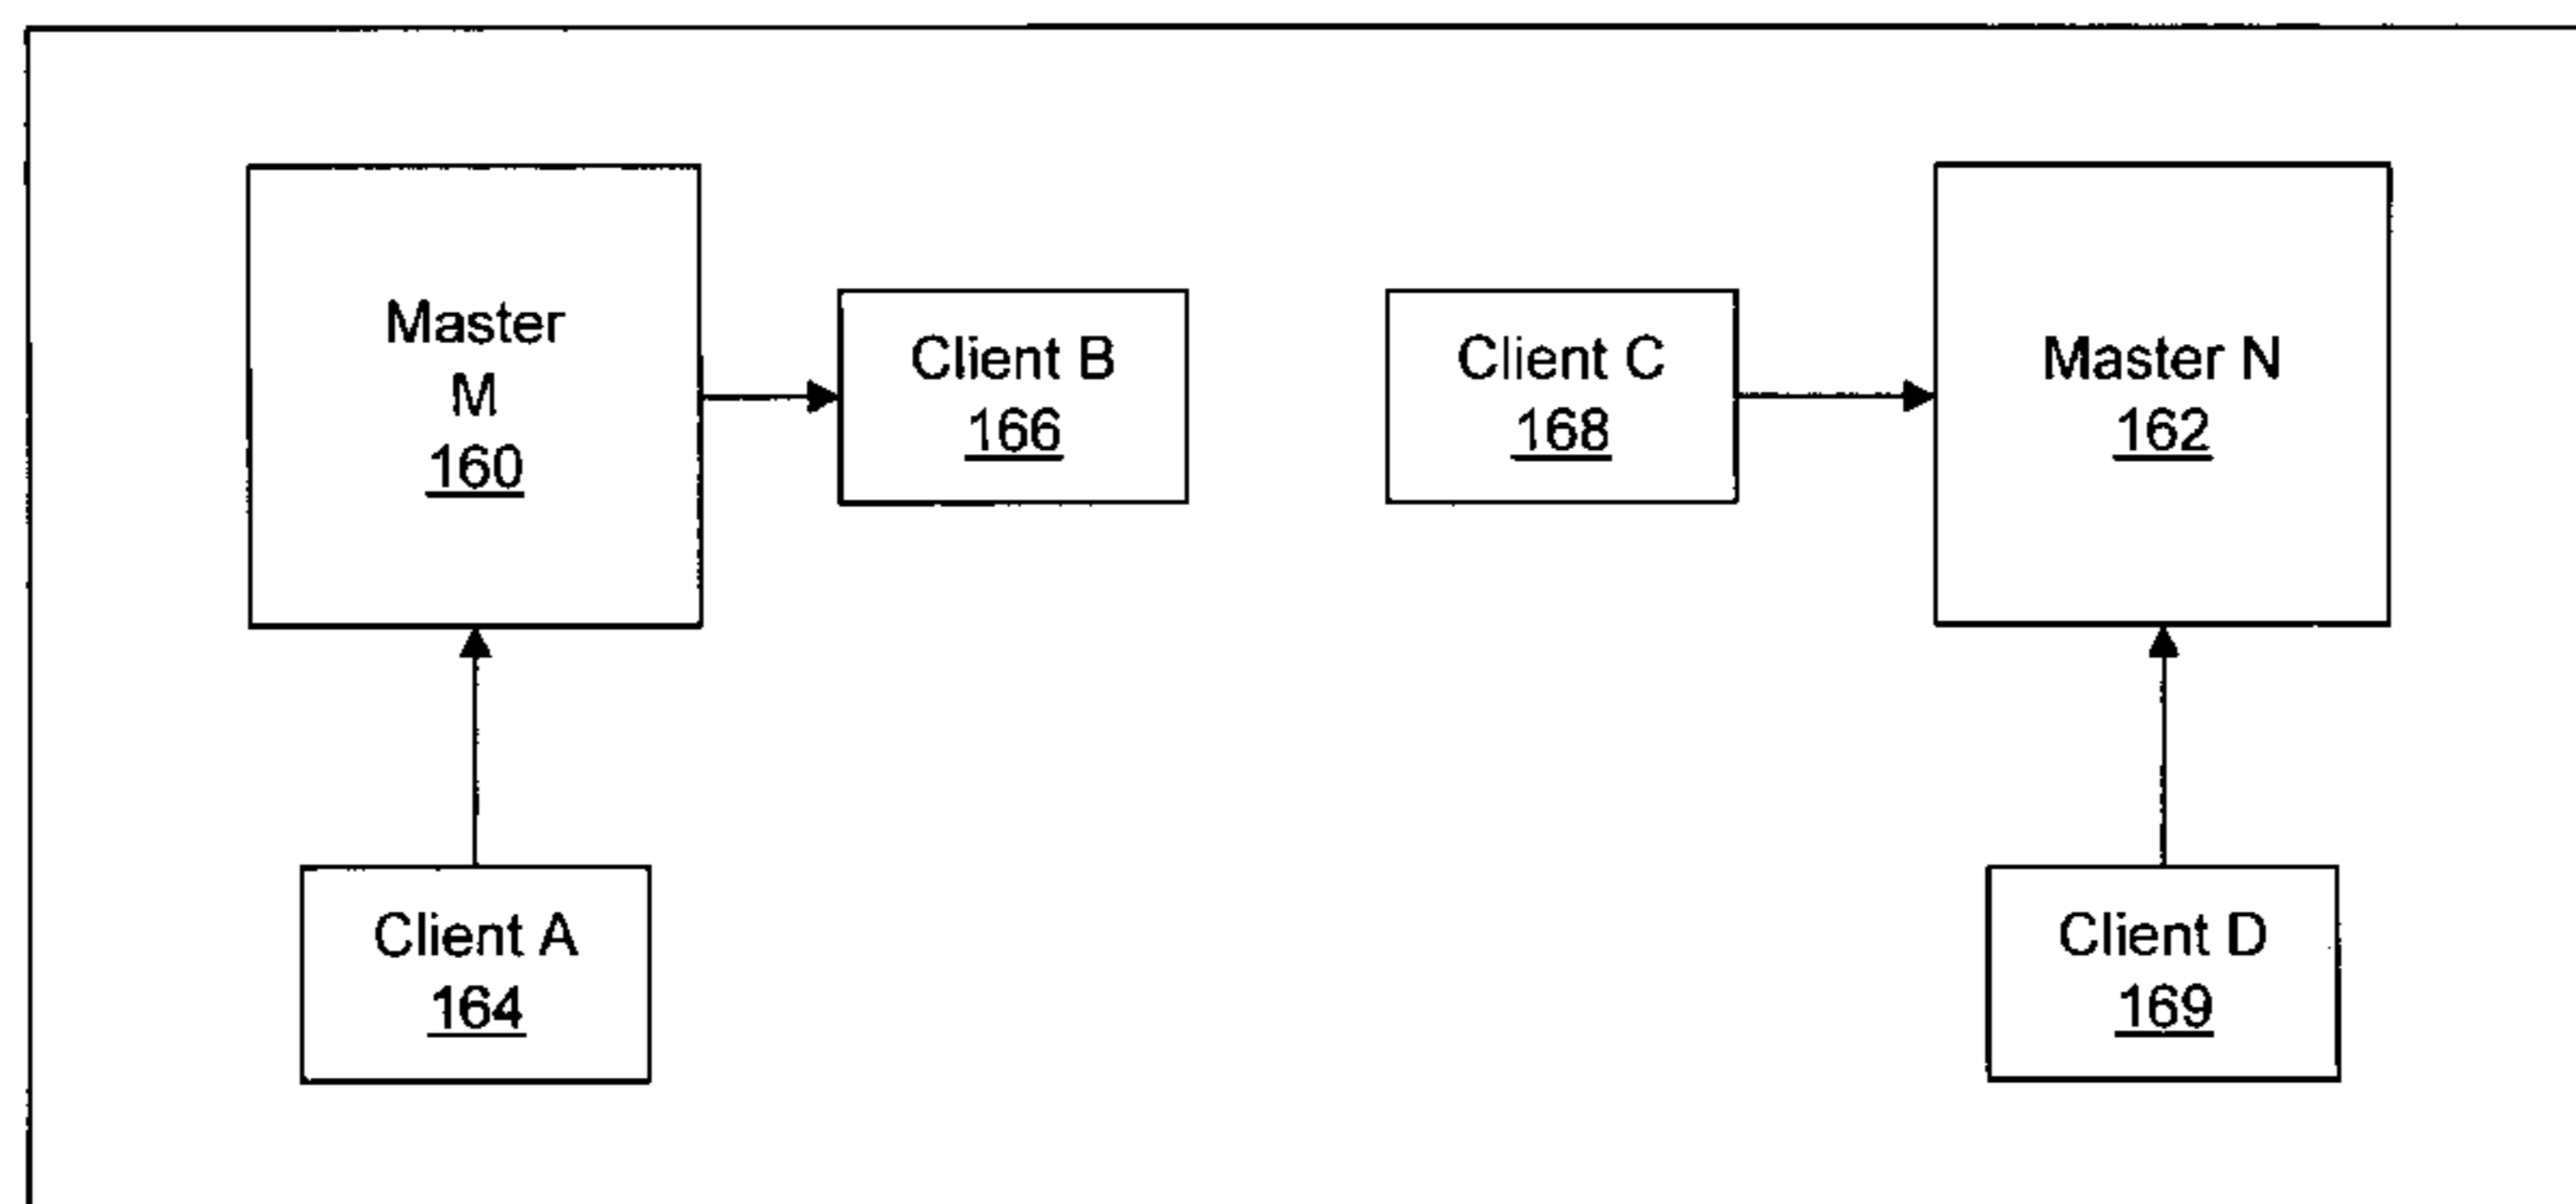 Master
M
160
Client B
166
Client C
168
Master N
162
Client A
164
Client D
169